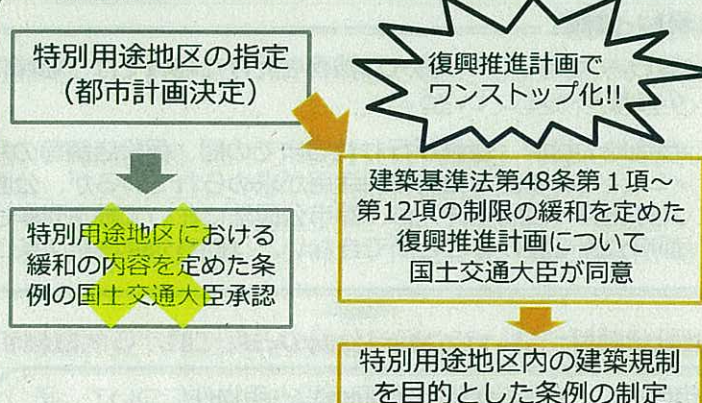 特別用途地区の指定
（都市計画決定）
復興推進計画で
ワンストップ化!!
特別用途地区における
緩和の内容を定めた条
例の国土交通大臣承認
建築基準法第48条第１項～
第12項の制限の緩和を定めた
復興推進計画について
国土交通大臣が同意
特別用途地区内の建築規制
を目的とした条例の制定